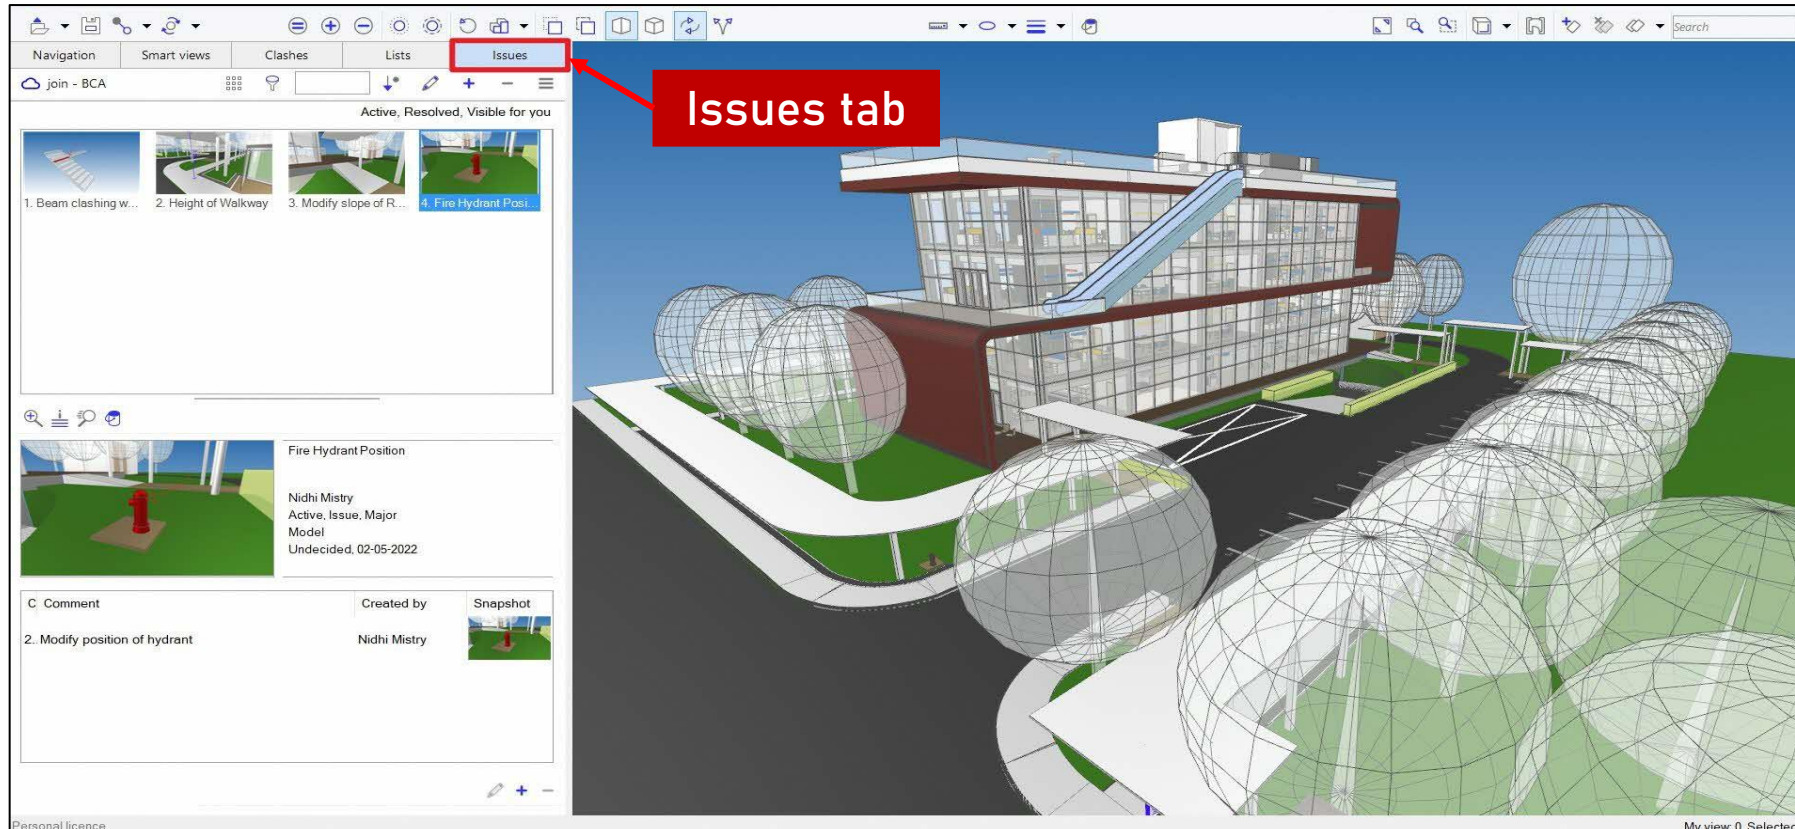 Search
Navigation
Smart views
Clashes
Lists
Issues
join - BCA
Issues tab
Active, Resolved, Visible for you
1. Beam clashing w...
2. Height of Walkway
3. Modify slope of R...
4. Fire Hydrant Posi...
Fire Hydrant Position
Nidhi Mistry
Active, Issue, Major
Model
Undecided, 02-05-2022
C Comment
Created by
Snapshot
2. Modify position of hydrant
Nidhi Mistry
Personal licence
My view: 0, Selected